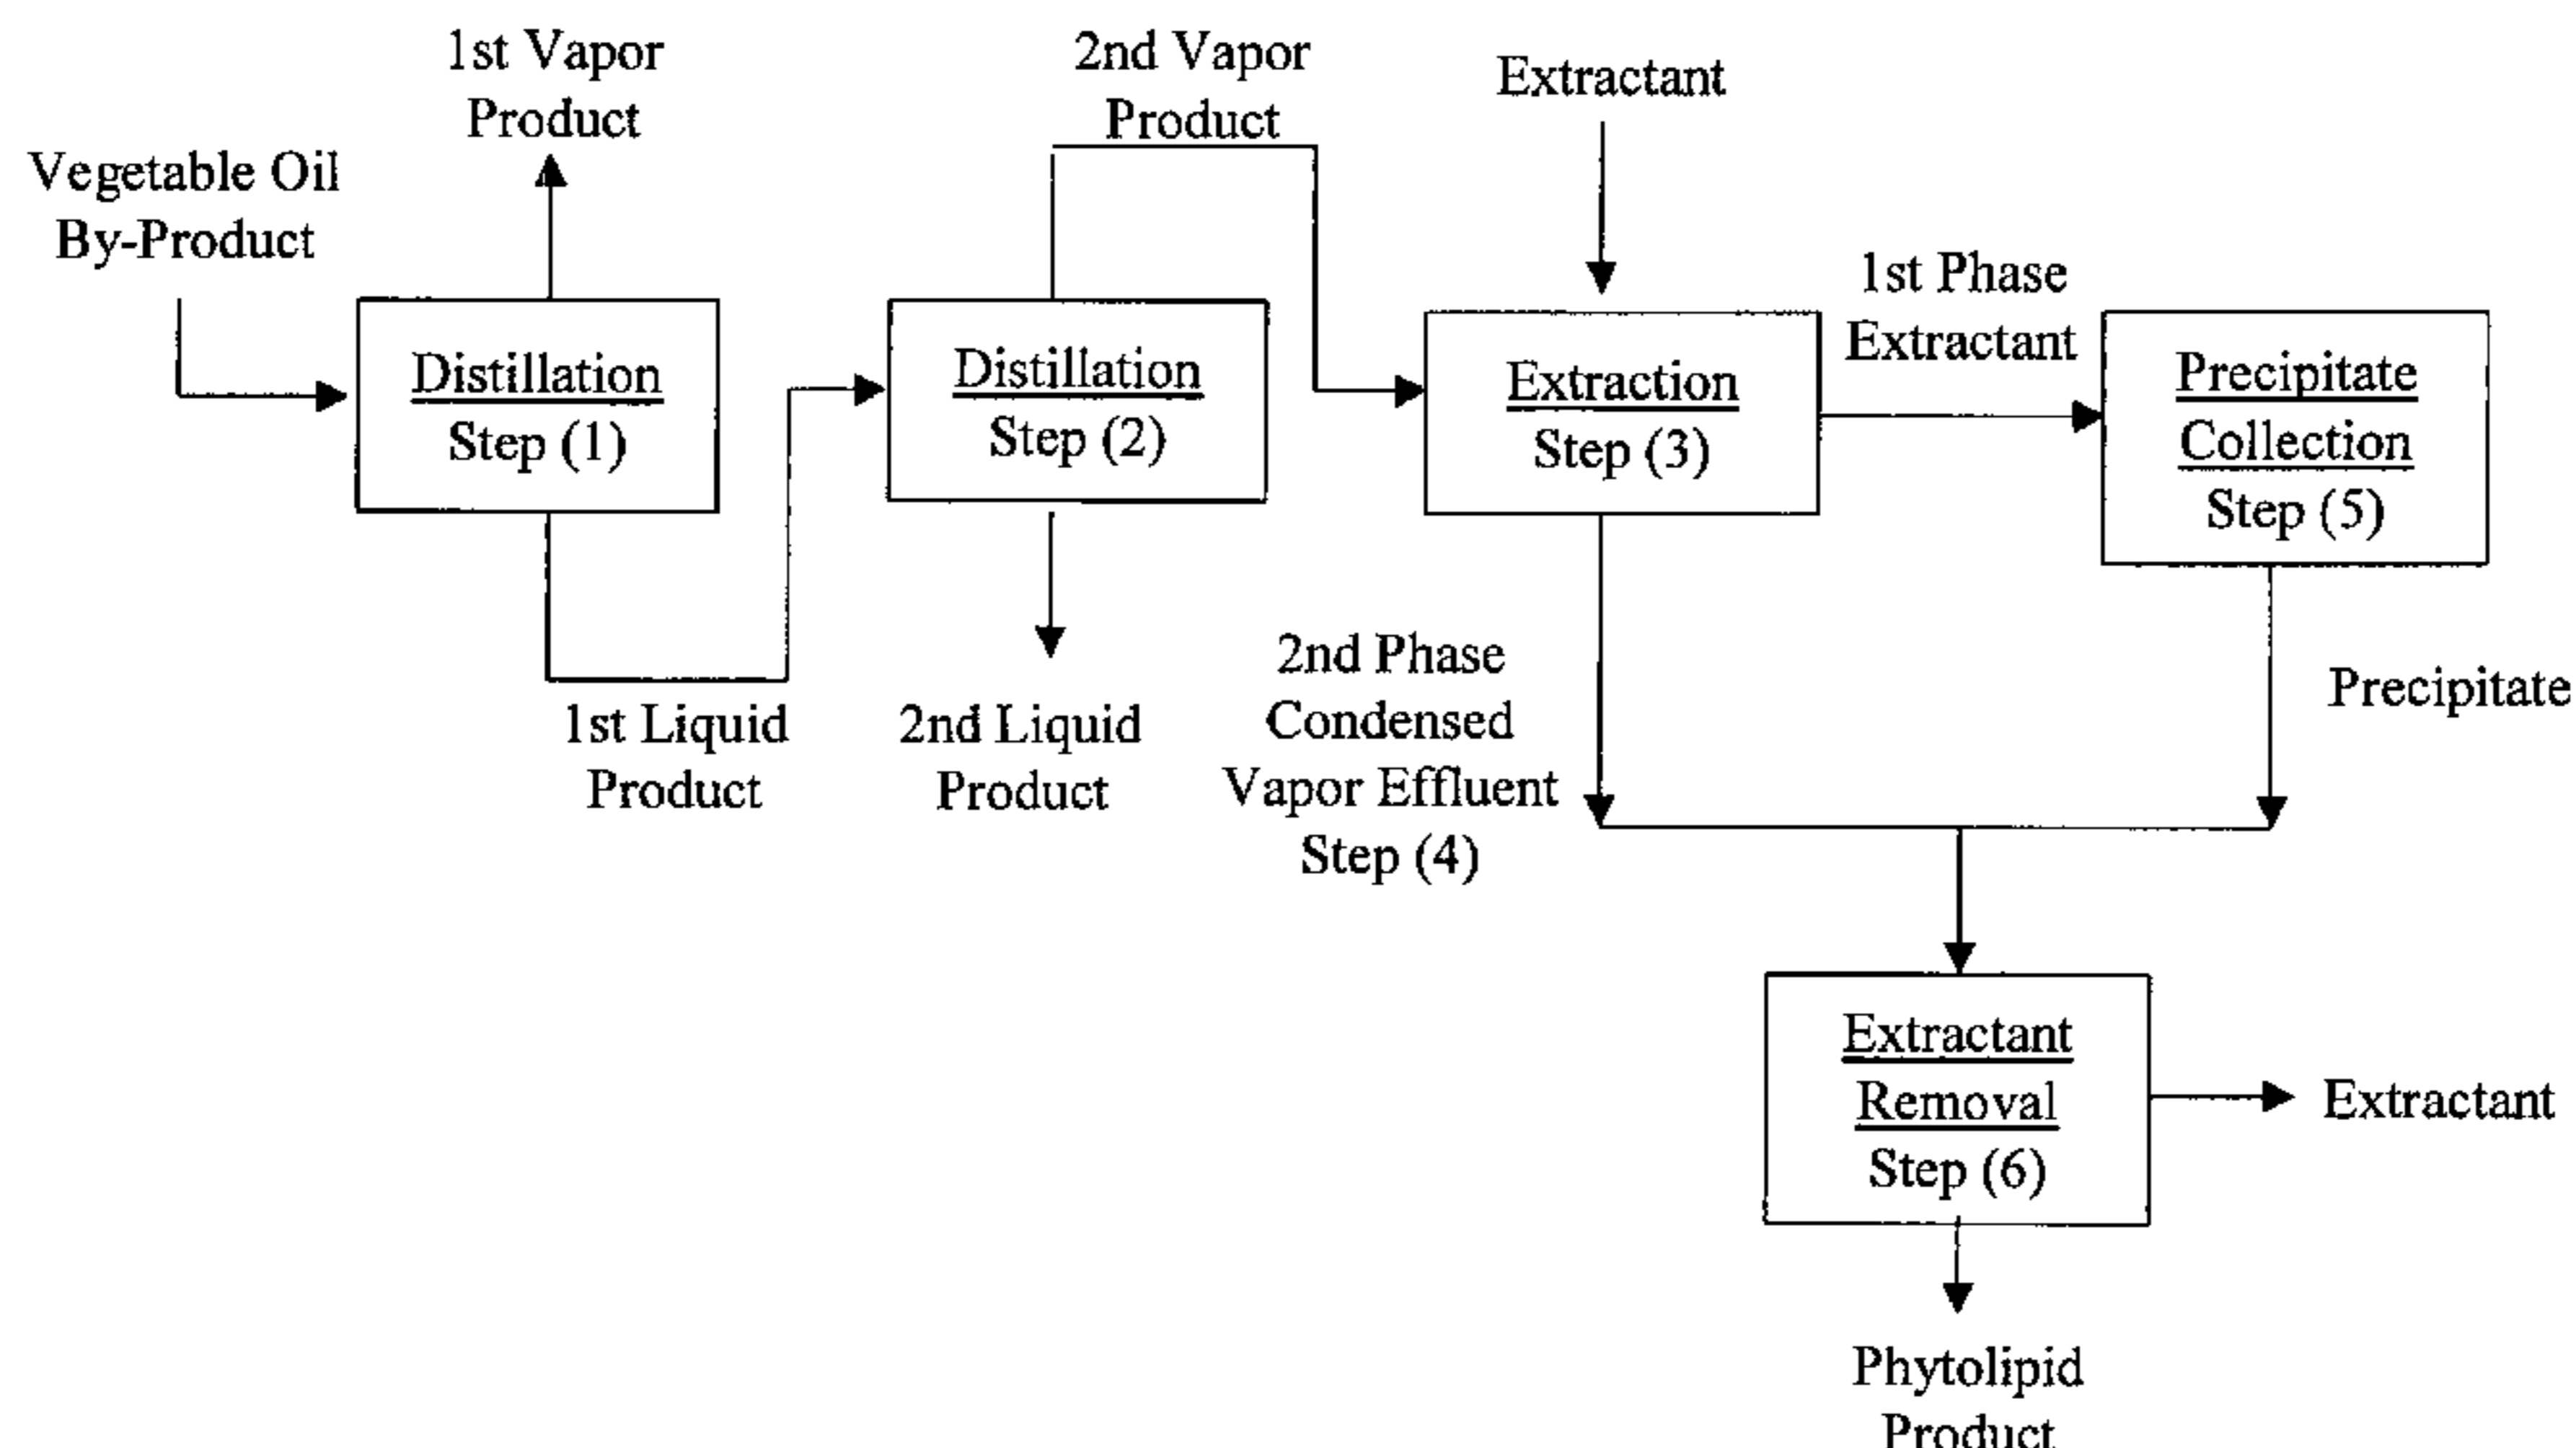 1st Vapor
Product
2nd Vapor
Product
Extractant
Vegetable Oil
By-Product
1st Phase
Extractant
Distillation
Step (1)
Distillation
Step (2)
Extraction
Step (3)
Precipitate
Collection
Step (5)
1st Liquid
Product
2nd Liquid
Product
2nd Phase
Condensed
Vapor Effluent
Step (4)
Precipitate
Extractant
Removal
Step (6)
Extractant
Phytolipid
Product